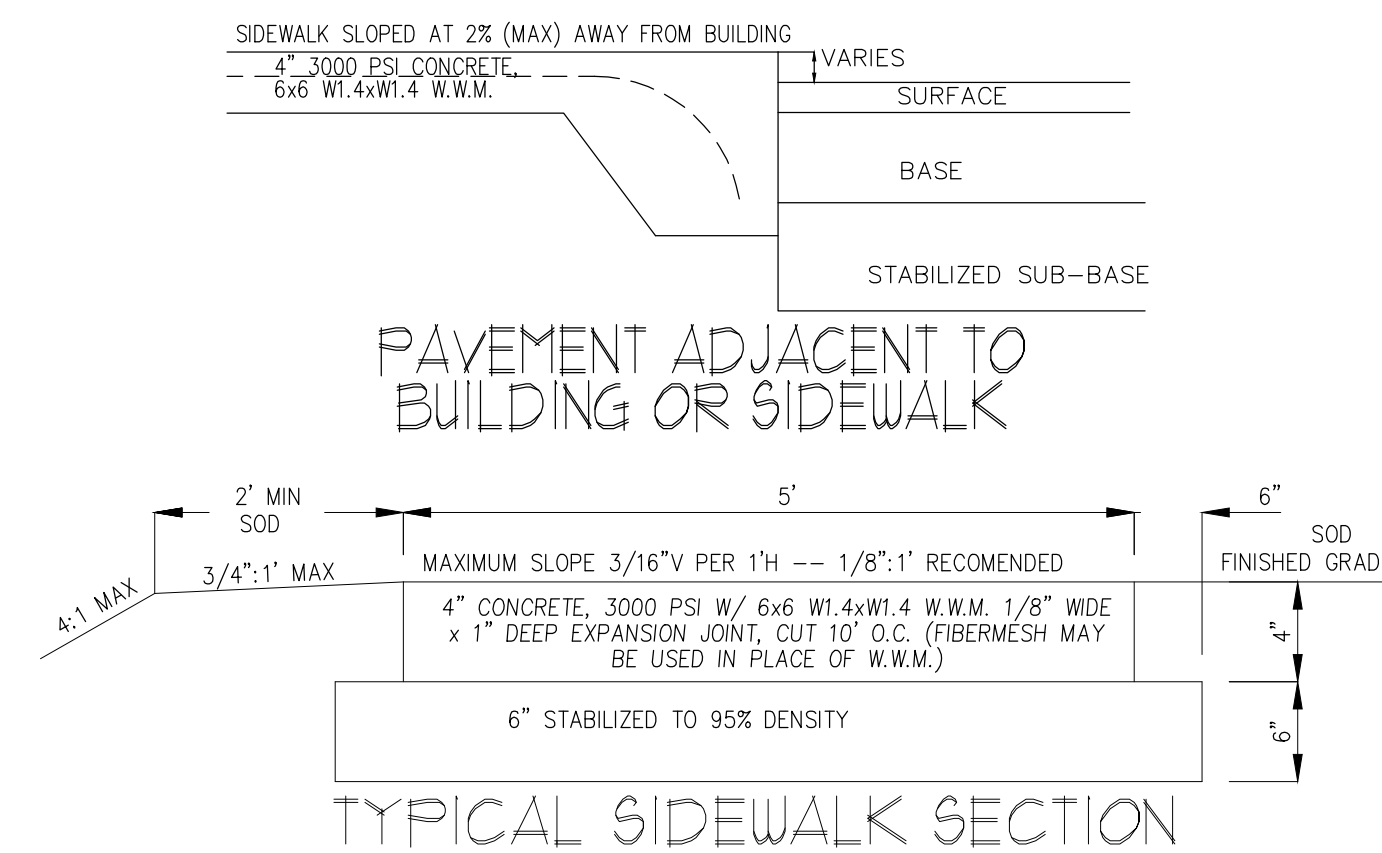 SIDEWALK SLOPED AT 2% (MAX) AWAY FROM BUILDING
4" 3000 PSI CONCRETE,
6x6 W1.4xW1.4 W.W.M.
VARIES
SURFACE
BASE
STABILIZED SUB-BASE
PAVEMENT ADJACENT TO
BUILDING OR SIDEWALK
2' MIN
SOD
5'
6"
SOD
FINISHED GRAD
4:1 MAX
3/4":1' MAX
MAXIMUM SLOPE 3/16"V PER 1'H -- 1/8":1' RECOMENDED
4" CONCRETE, 3000 PSI W/ 6x6 W1.4xW1.4 W.W.M. 1/8" WIDE
x 1" DEEP EXPANSION JOINT, CUT 10' O.C. (FIBERMESH MAY
BE USED IN PLACE OF W.W.M.)
4"
6" STABILIZED TO 95% DENSITY
6"
TYPICAL SIDEWALK SECTION